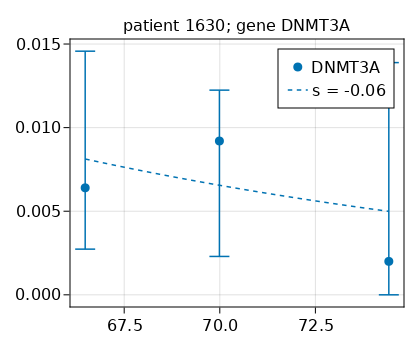 patient 1630; gene DNMT3A
0.015
0.010
0.005
0.000
DNMT3A
s = -0.06
67.5 70.0 72.5